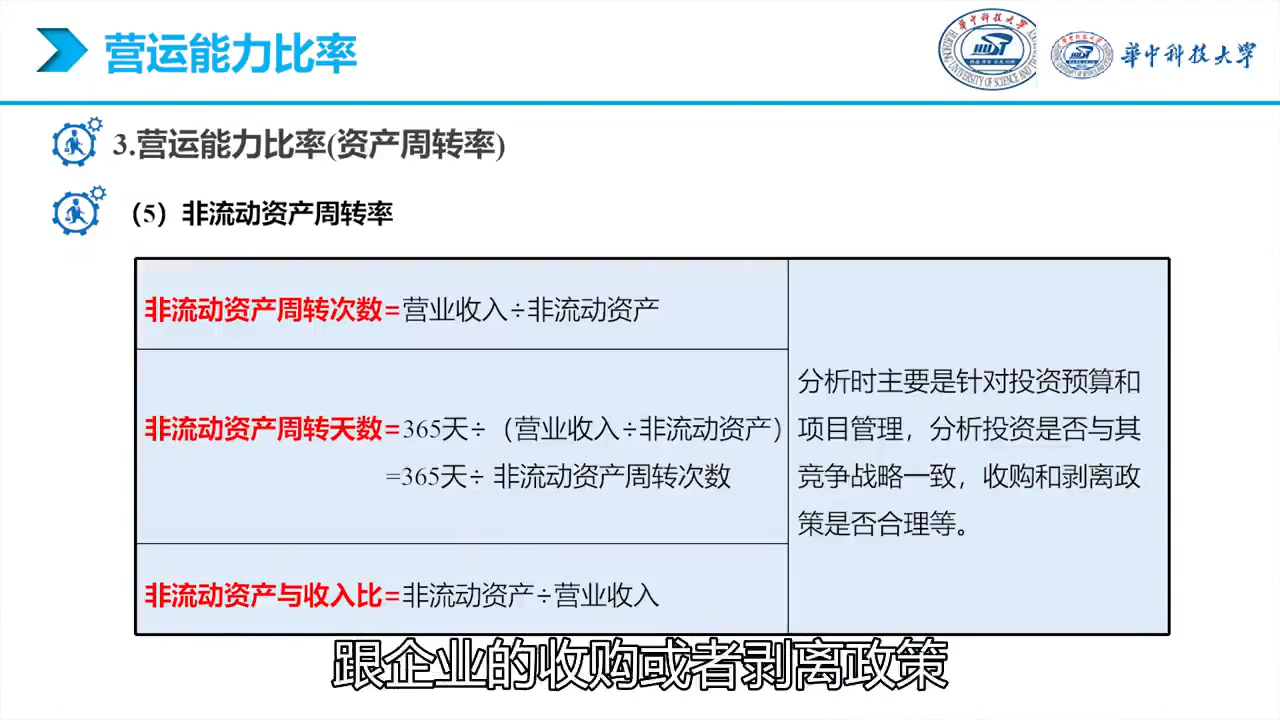 营运能力比率
華中科技大学
華中科技大学
3.营运能力比率(资产周转率)
（5）非流动资产周转率
非流动资产周转次数=营业收入÷非流动资产
非流动资产周转天数=365天÷（营业收入÷非流动资产）
=365天÷ 非流动资产周转次数
非流动资产与收入比=非流动资产÷营业收入
分析时主要是针对投资预算和
项目管理，分析投资是否与其
竞争战略一致，收购和剥离政
策是否合理等。
跟企业的收购或者剥离政策